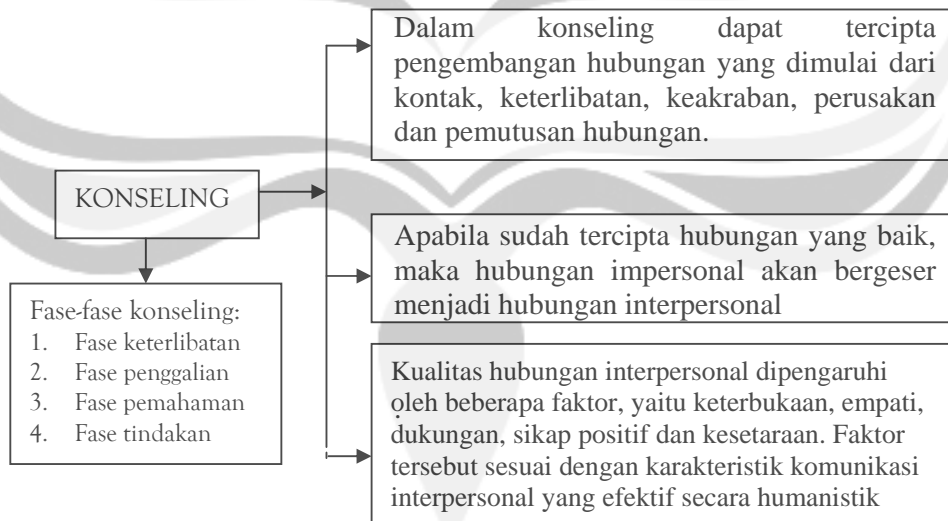 Dalam konseling dapat tercipta
pengembangan hubungan yang dimulai dari
kontak, keterlibatan, keakraban, perusakan
dan pemutusan hubungan.
KONSELING
Apabila sudah tercipta hubungan yang baik,
maka hubungan impersonal akan bergeser
menjadi hubungan interpersonal
Fase-fase konseling:
1. Fase keterlibatan
2. Fase penggalian
3. Fase pemahaman
4. Fase tindakan
Kualitas hubungan interpersonal dipengaruhi
oleh beberapa faktor, yaitu keterbukaan, empati,
dukungan, sikap positif dan kesetaraan. Faktor
tersebut sesuai dengan karakteristik komunikasi
interpersonal yang efektif secara humanistik